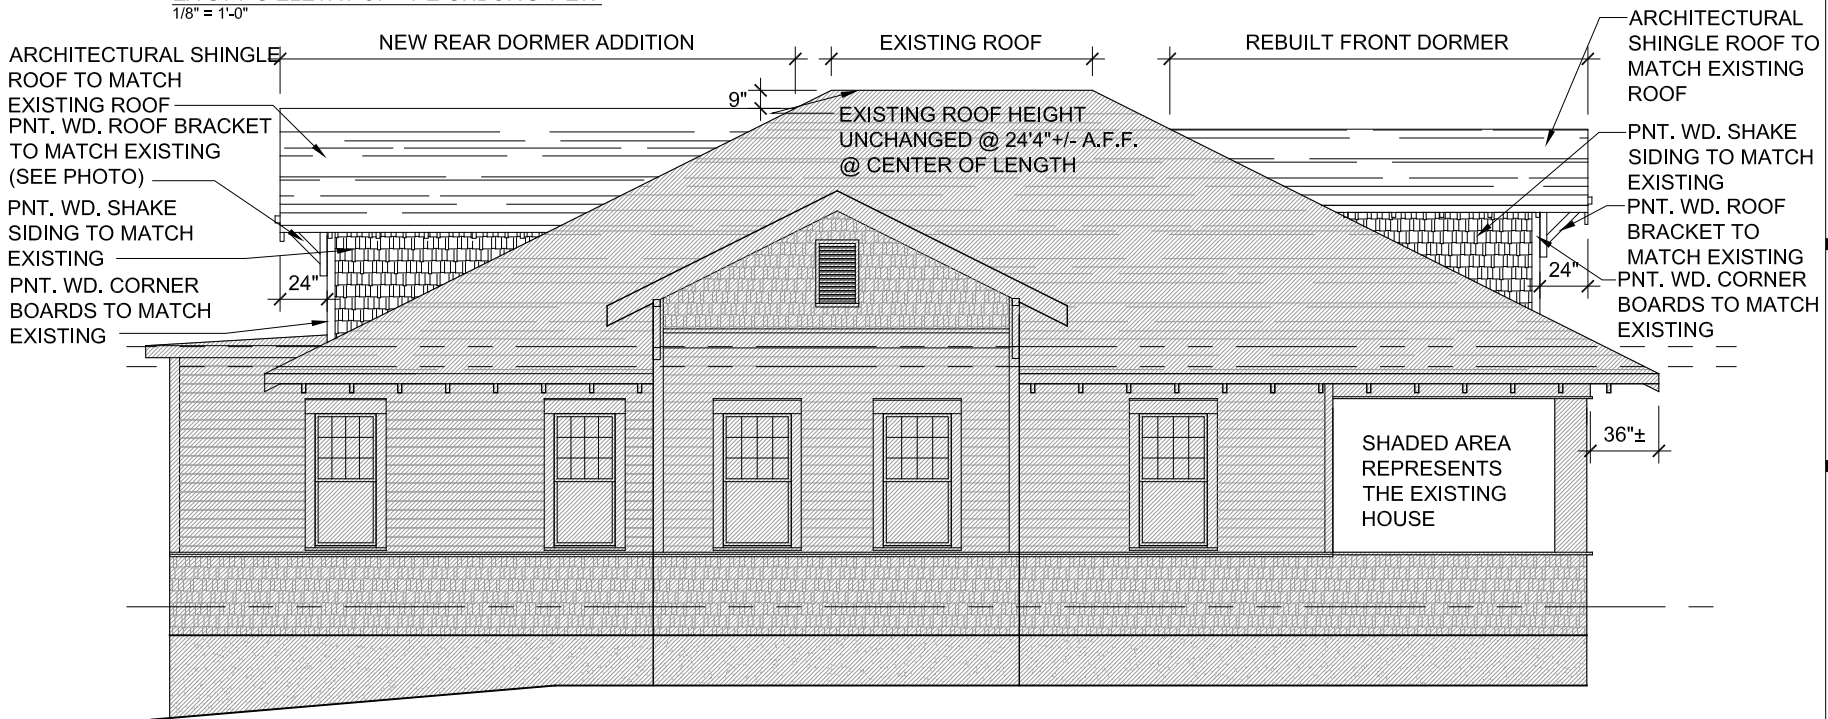 1/8" = 1'-0"
NEW REAR DORMER ADDITION
EXISTING ROOF
REBUILT FRONT DORMER
ARCHITECTURAL SHINGLE
ROOF TO MATCH
EXISTING ROOF
PNT. WD. ROOF BRACKET
TO MATCH EXISTING
(SEE PHOTO)
PNT. WD. SHAKE
SIDING TO MATCH
EXISTING
24"
PNT. WD. CORNER
BOARDS TO MATCH
EXISTING
9"
EXISTING ROOF HEIGHT
UNCHANGED @ 24'4"+/- A.F.F.
@ CENTER OF LENGTH
ARCHITECTURAL
SHINGLE ROOF TO
MATCH EXISTING
ROOF
PNT. WD. SHAKE
SIDING TO MATCH
EXISTING
PNT. WD. ROOF
BRACKET TO
MATCH EXISTING
24"
PNT. WD. CORNER
BOARDS TO MATCH
EXISTING
36"±
SHADED AREA
REPRESENTS
THE EXISTING
HOUSE